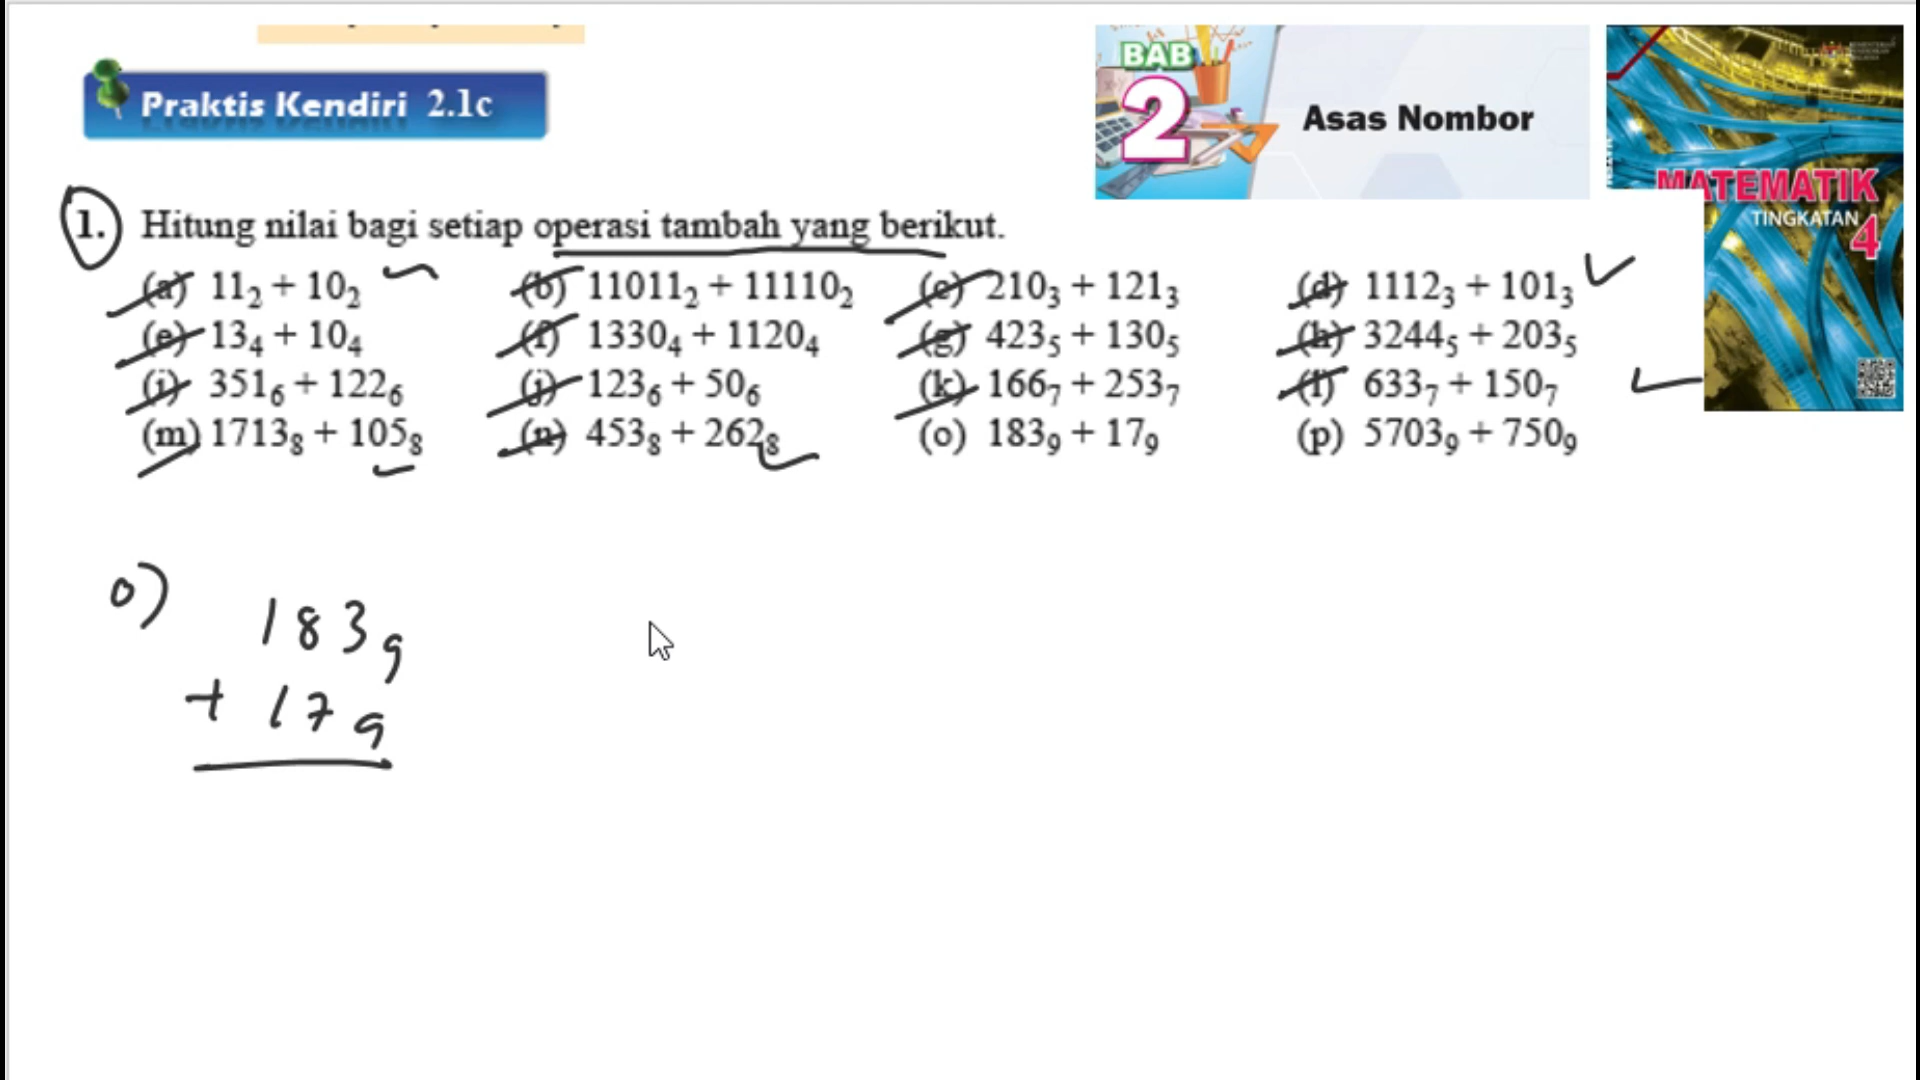 Praktis Kendiri 2.1c
BAB
2
Asas Nombor
MATEMATIK
TINGKATAN
4
1. Hitung nilai bagi setiap operasi tambah yang berikut.
(a) 11₂ + 10₂ (b) 11011₂ + 11110₂ (c) 210₃ + 121₃ (d) 1112₃ + 101₃
(e) 13₄ + 10₄ (f) 1330₄ + 1120₄ (g) 423₅ + 130₅ (h) 3244₅ + 203₅
(i) 351₆ + 122₆ (j) 123₆ + 50₆ (k) 166₇ + 253₇ (l) 633₇ + 150₇
(m) 1713₈ + 105₈ (n) 453₈ + 262₈ (o) 183₉ + 17₉ (p) 5703₉ + 750₉
o)
183₉
+ 17₉